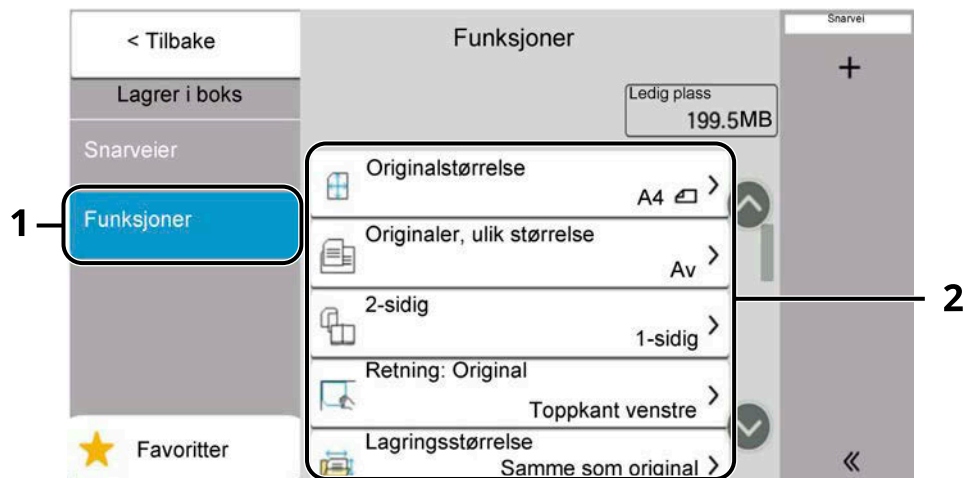 < Tilbake
Funksjoner
Snarvei
+
Lagrer i boks
Ledig plass
199.5MB
Snarveier
1
Funksjoner
Originalstørrelse
A4
Originaler, ulik størrelse
Av
2-sidig
1-sidig
2
Retning: Original
Toppkant venstre
Lagringsstørrelse
Samme som original
Favoritter
«